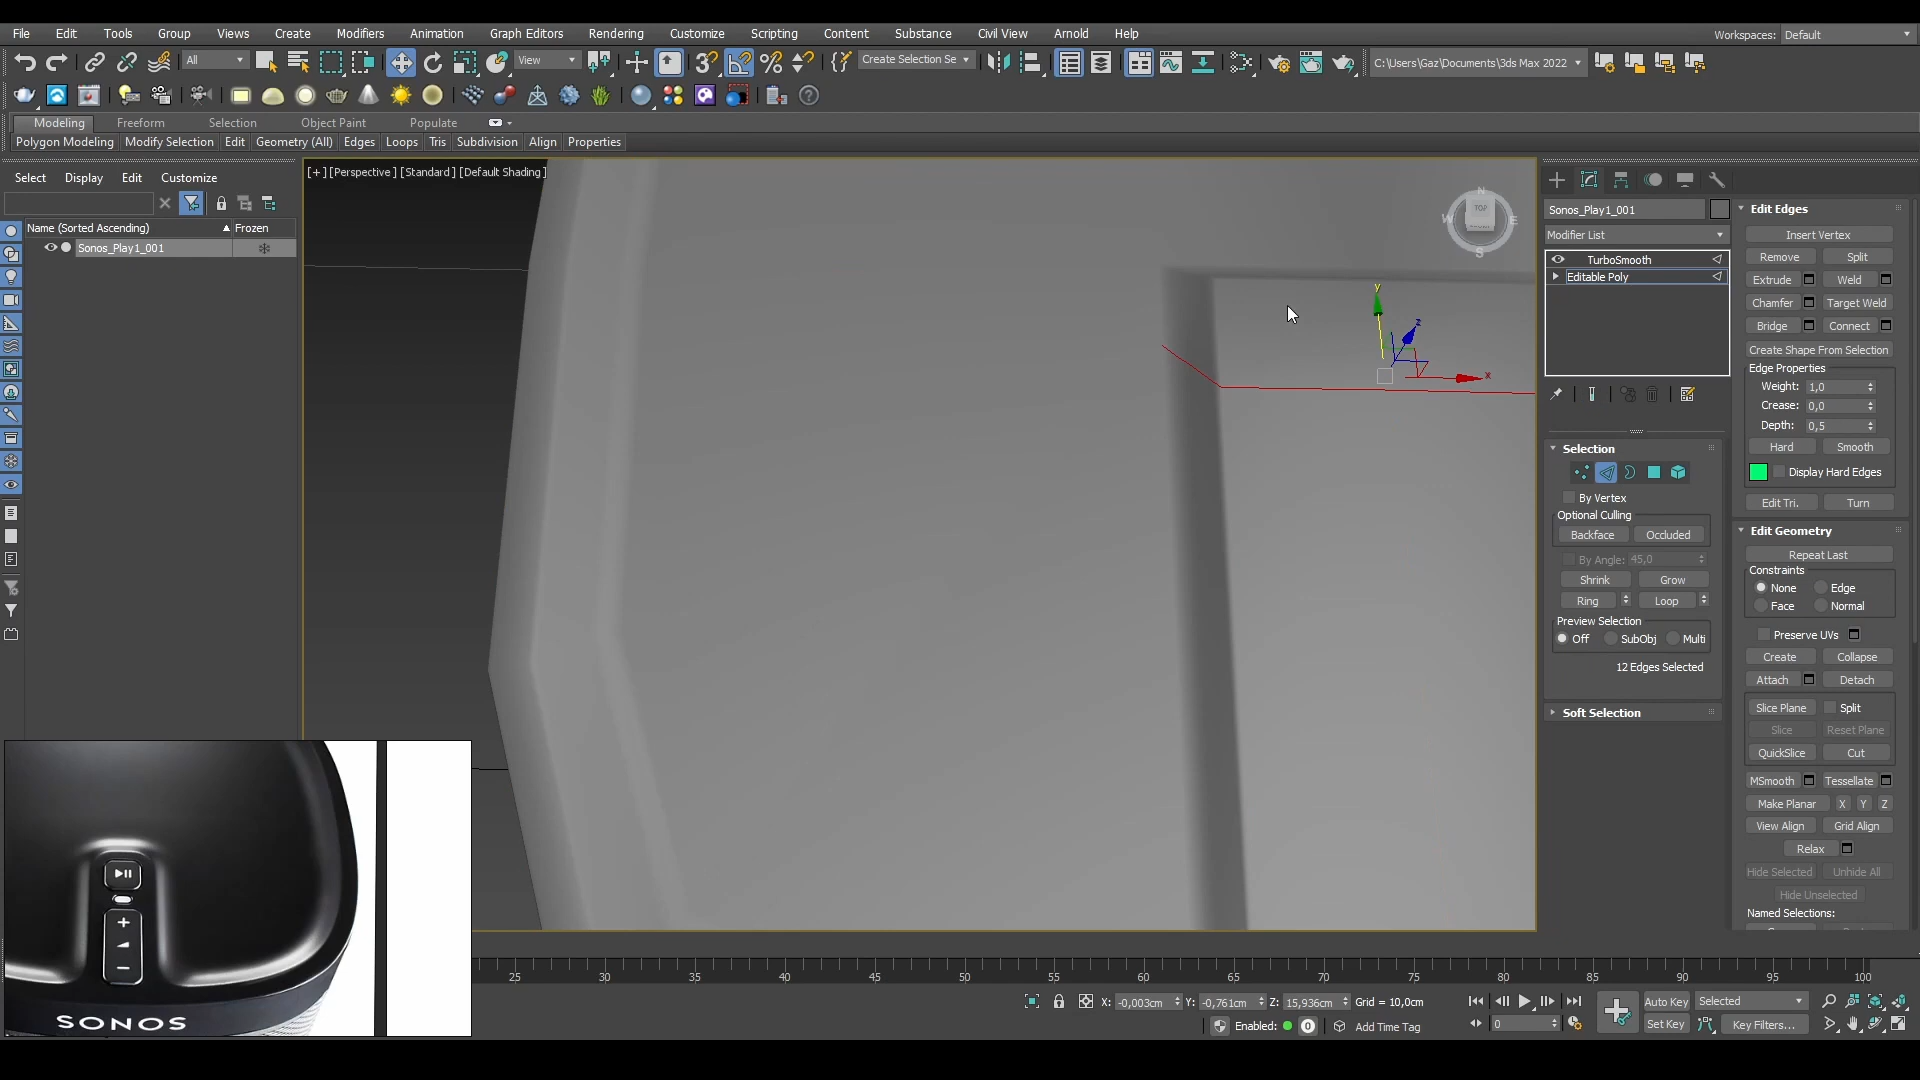 File Edit Tools Group Views Create Modifiers Animation Graph Editors Rendering Customize Scripting Content Substance Civil View Arnold Help
Workspaces: Default
All View Create Selection Se C:\Users\Gaz\Documents\3ds Max 2022
Modeling Freeform Selection Object Paint Populate
Polygon Modeling Modify Selection Edit Geometry (All) Edges Loops Tris Subdivision Align Properties
Select Display Edit Customize
Name (Sorted Ascending) Frozen
Sonos_Play1_001
[+] [Perspective] [Standard] [Default Shading]
N
W TOP E
S
y
z
x
Sonos_Play1_001
Modifier List
TurboSmooth
Editable Poly
Selection
By Vertex
Optional Culling
Backface Occluded
By Angle: 45,0
Shrink Grow
Ring Loop
Preview Selection
Off SubObj Multi
12 Edges Selected
Soft Selection
Edit Edges
Insert Vertex
Remove Split
Extrude Weld
Chamfer Target Weld
Bridge Connect
Create Shape From Selection
Edge Properties
Weight: 1,0
Crease: 0,0
Depth: 0,5
Hard Smooth
Display Hard Edges
Edit Tri. Turn
Edit Geometry
Repeat Last
Constraints
None Edge
Face Normal
Preserve UVs
Create Collapse
Attach Detach
Slice Plane Split
Slice Reset Plane
QuickSlice Cut
MSmooth Tessellate
Make Planar X Y Z
View Align Grid Align
Relax
Hide Selected Unhide All
Hide Unselected
Named Selections:
SONOS
25 30 35 40 45 50 55 60 65 70 75 80 85 90 95 100
X: -0,003cm Y: -0,761cm Z: 15,936cm Grid = 10,0cm
Enabled: 0 Add Time Tag
0
Auto Key Selected
Set Key Key Filters...